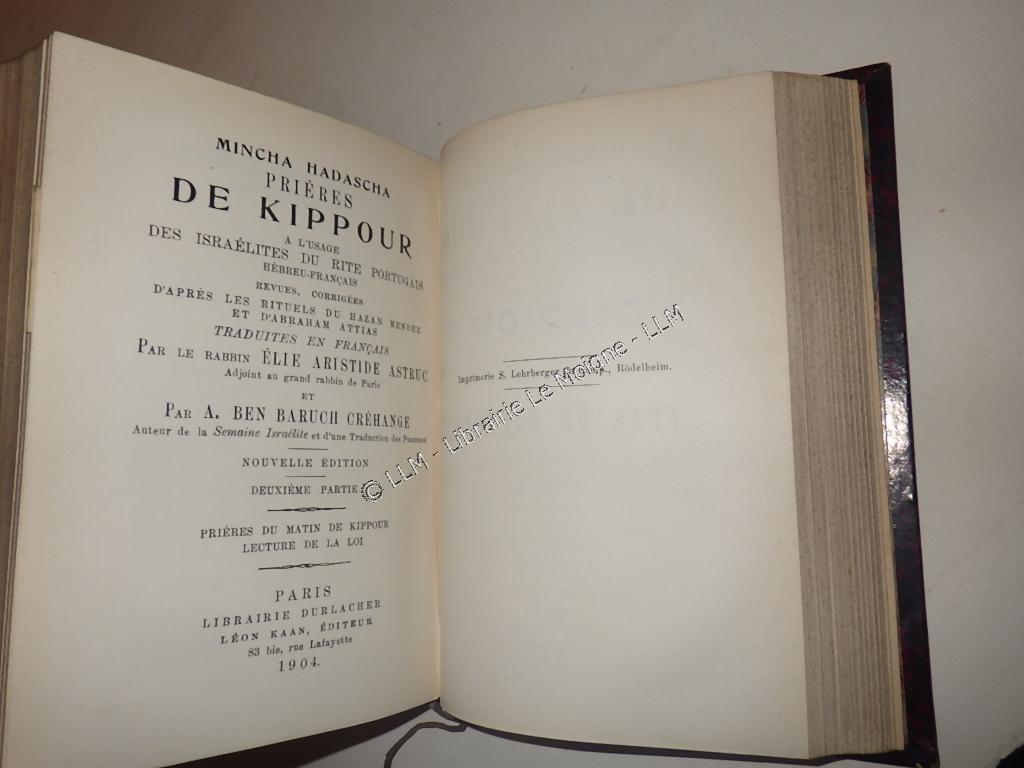 MINCHA HADASCHA
PRIÈRES
DE KIPPOUR
A L'USAGE
DES ISRAÉLITES DU RITE PORTUGAIS
HÉBREU-FRANÇAIS
REVUES, CORRIGÉES
D'APRÈS LES RITUELS DU HAZAN MENDEZ
ET D'ABRAHAM ATTIAS
TRADUITES EN FRANÇAIS
PAR LE RABBIN ÉLIE ARISTIDE ASTRUC
Adjoint au grand rabbin de Paris
ET
PAR A. BEN BARUCH CRÉHANGE
Auteur de la Semaine Israélite et d'une Traduction des Psaumes
NOUVELLE ÉDITION
DEUXIÈME PARTIE
PRIÈRES DU MATIN DE KIPPOUR
LECTURE DE LA LOI
PARIS
LIBRAIRIE DURLACHER
LÉON KAAN, ÉDITEUR
83 bis, rue Lafayette
1904.
Imprimerie S. Lehrberger Rödelheim.
© LLM - Librairie Le Moigne - LLM